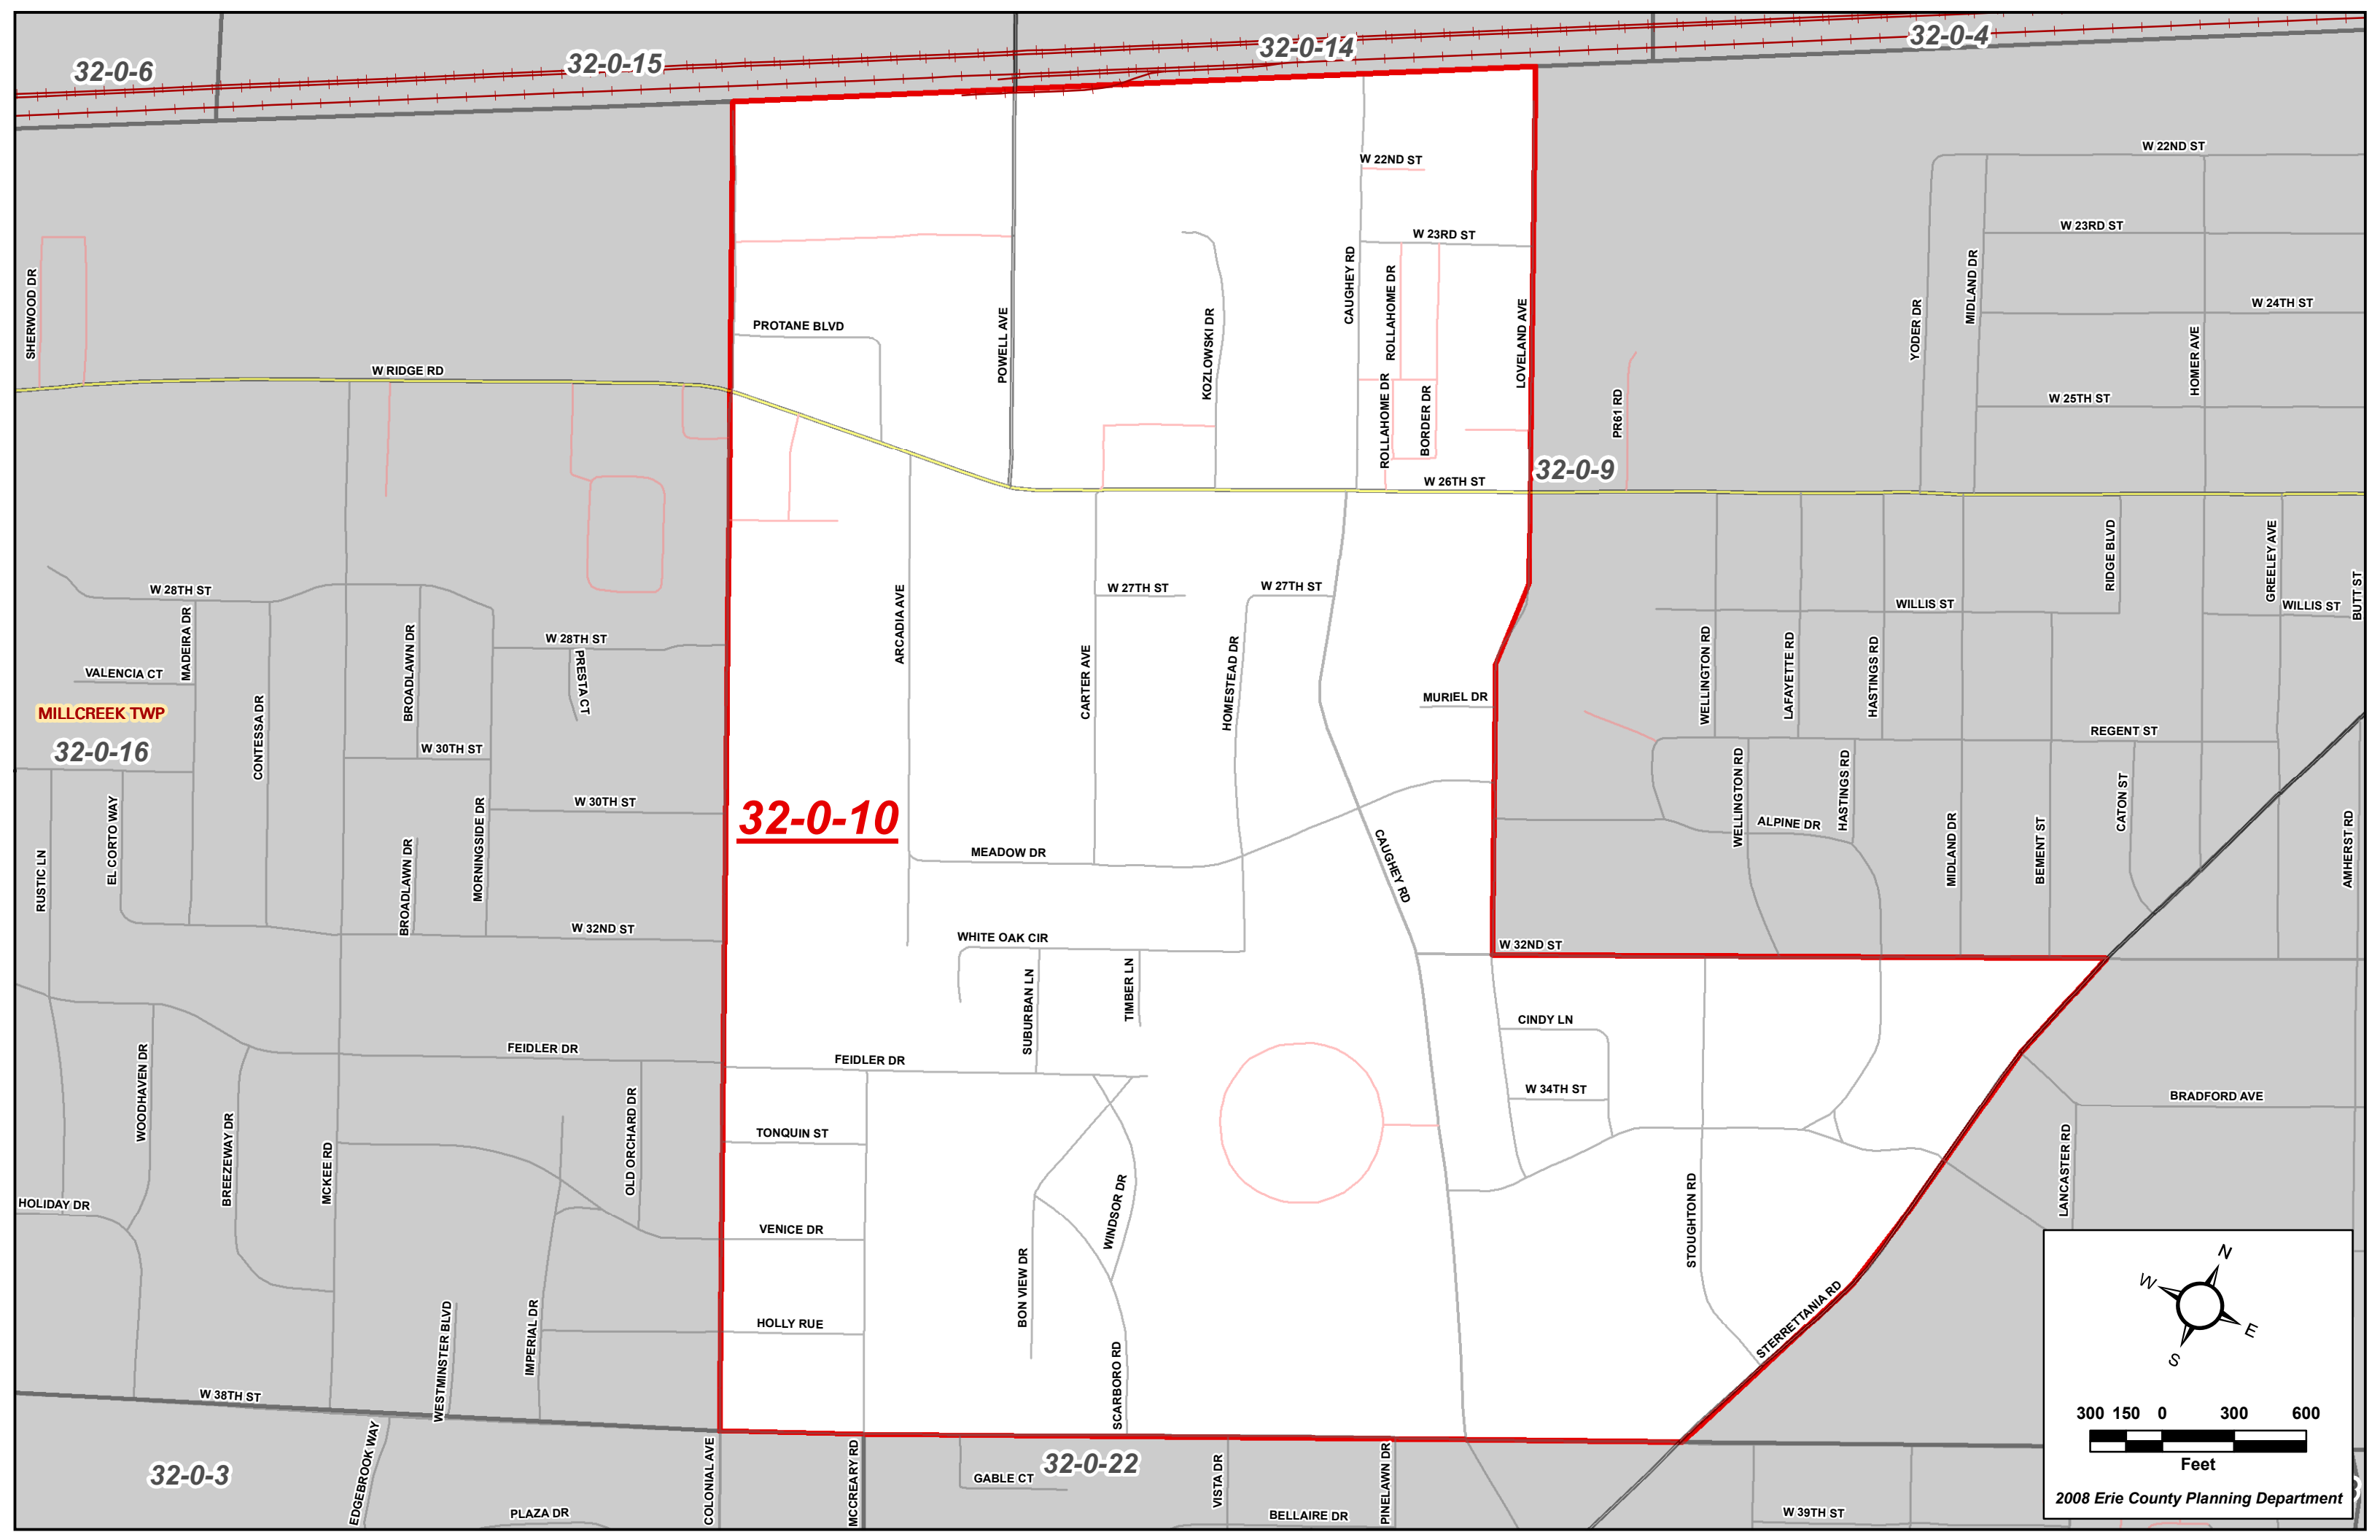 32-0-6
32-0-15
32-0-14
32-0-4
W 22ND ST
W 22ND ST
W 23RD ST
W 23RD ST
SHERWOOD DR
PROTANE BLVD
POWELL AVE
KOZLOWSKI DR
CAUGHEY RD
ROLLAHOME DR
LOVELAND AVE
YODER DR
MIDLAND DR
HOMER AVE
W 24TH ST
W RIDGE RD
ROLLAHOME DR
BORDER DR
PR61 RD
W 25TH ST
32-0-9
W 26TH ST
W 28TH ST
MADEIRA DR
VALENCIA CT
BROADLAWN DR
W 28TH ST
PRESTA CT
ARCADIA AVE
W 27TH ST
W 27TH ST
CARTER AVE
HOMESTEAD DR
MURIEL DR
RIDGE BLVD
GREELEY AVE
BUTT ST
WILLIS ST
WILLIS ST
WELLINGTON RD
LAFAYETTE RD
HASTINGS RD
REGENT ST
MILLCREEK TWP
32-0-16
CONTESSA DR
W 30TH ST
W 30TH ST
EL CORTO WAY
RUSTIC LN
BROADLAWN DR
MORNINGSIDE DR
32-0-10
MEADOW DR
CAUGHEY RD
WELLINGTON RD
ALPINE DR
HASTINGS RD
MIDLAND DR
BEMENT ST
CATON ST
AMHERST RD
W 32ND ST
WHITE OAK CIR
W 32ND ST
SUBURBAN LN
TIMBER LN
CINDY LN
FEIDLER DR
FEIDLER DR
WOODHAVEN DR
BREEZEWAY DR
MCKEE RD
OLD ORCHARD DR
TONQUIN ST
W 34TH ST
BRADFORD AVE
LANCASTER RD
HOLIDAY DR
VENICE DR
WINDSOR DR
BON VIEW DR
STOUGHTON RD
STERRETTANIA RD
WESTMINSTER BLVD
IMPERIAL DR
HOLLY RUE
SCARBORO RD
W 38TH ST
EDGEBROOK WAY
32-0-3
PLAZA DR
COLONIAL AVE
MCCREARY RD
GABLE CT
32-0-22
VISTA DR
BELLAIRE DR
PINELAWN DR
W 39TH ST
N
W
E
S
300 150 0 300 600
Feet
2008 Erie County Planning Department